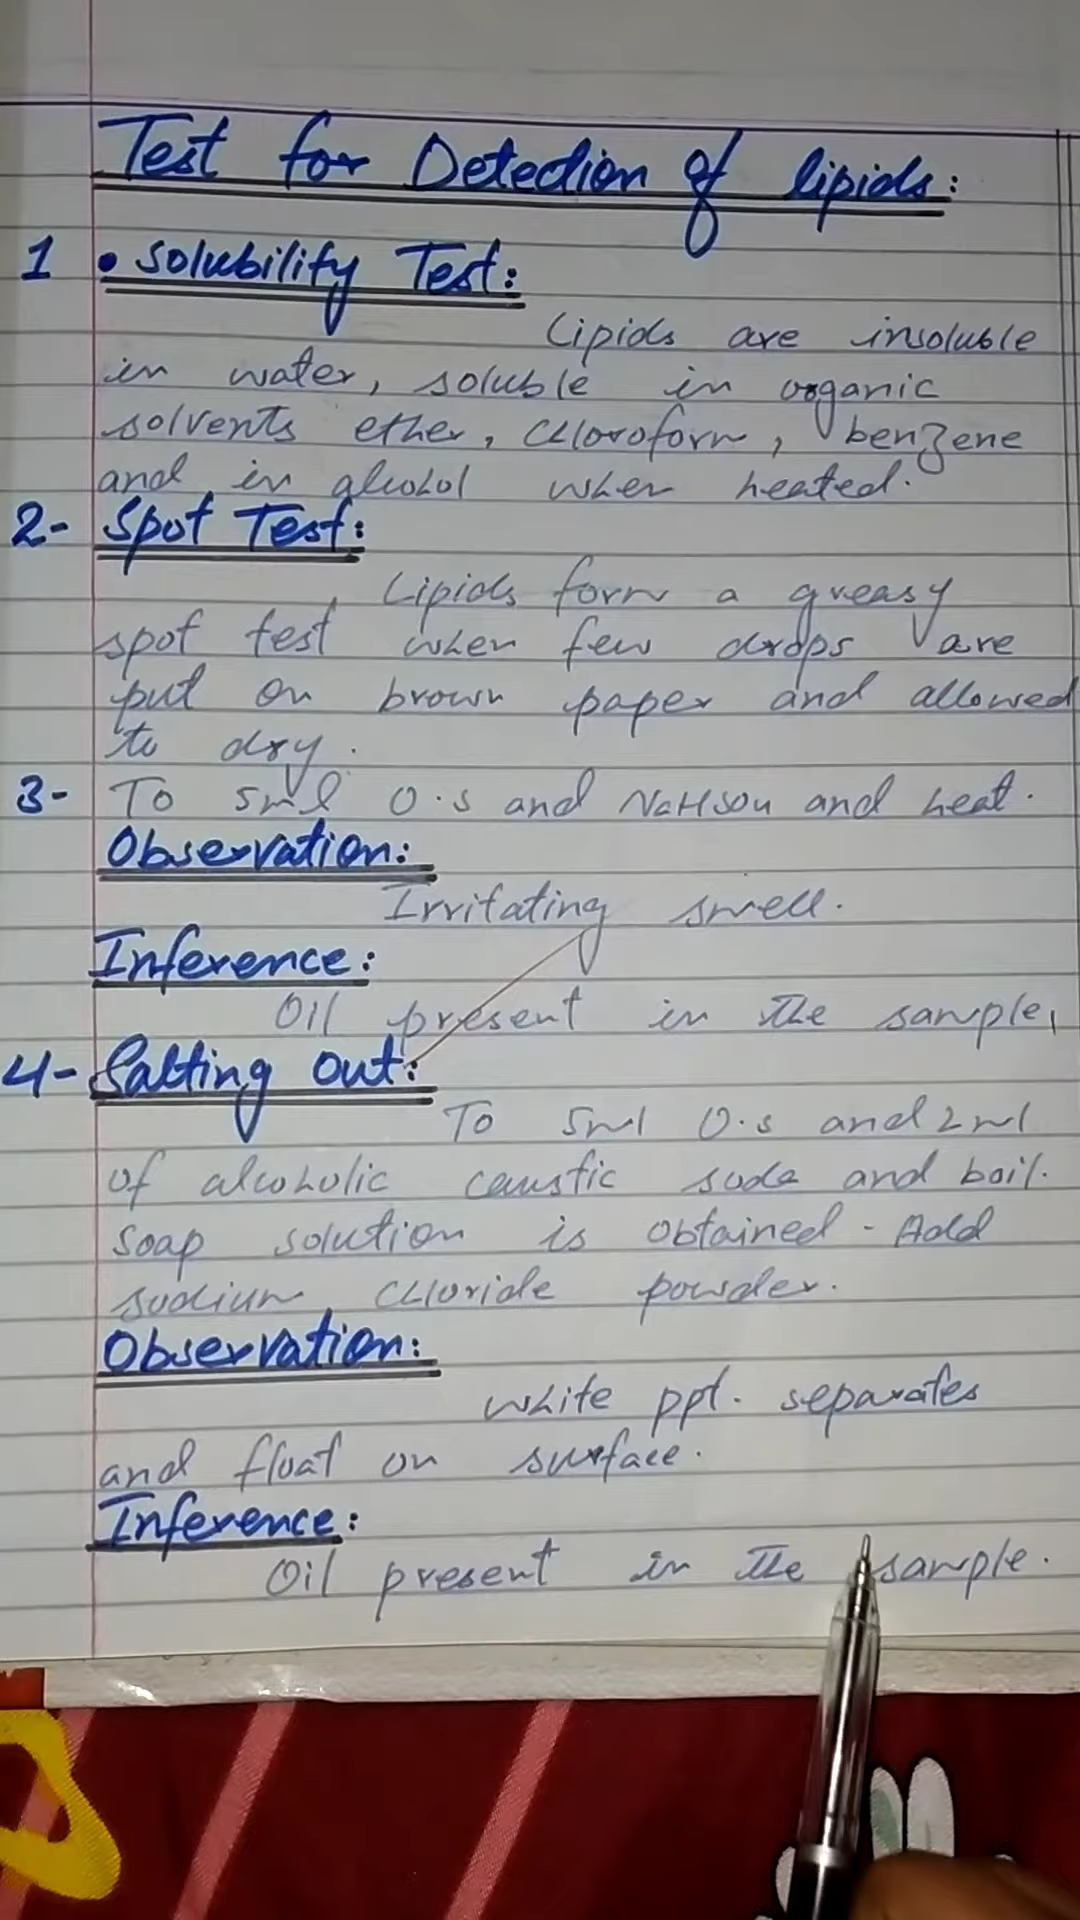 Test for Detection of lipids:
1 • Solubility Test:
Lipids are insoluble
in water, soluble in organic
solvents ether, chloroform, benzene
and in alcohol when heated.
2- Spot Test:
Lipids form a greasy
spot test when few drops are
put on brown paper and allowed
to dry.
3- To 5ml O.S and NaHSO4 and heat.
Observation:
Irritating smell.
Inference:
Oil present in the sample.
4- Salting out:
To 5ml O.S and 2ml
of alcoholic caustic soda and boil.
Soap solution is obtained - Add
sodium chloride powder.
Observation:
white ppt. separates
and float on surface.
Inference:
Oil present in the sample.